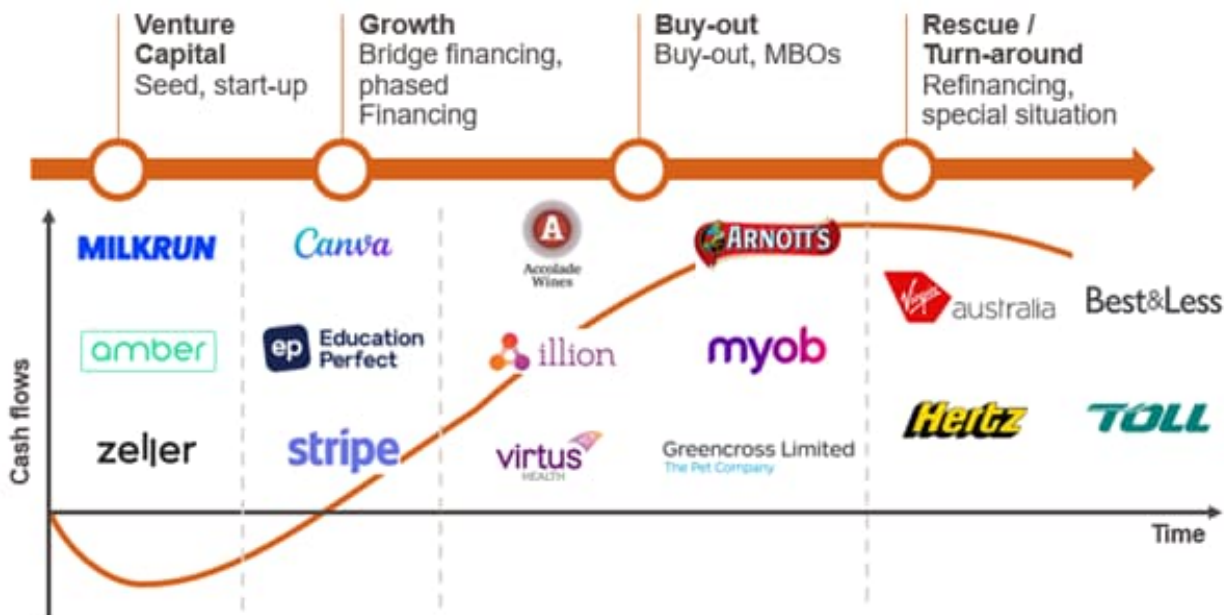 Venture
Capital
Seed, start-up
Growth
Bridge financing,
phased
Financing
Buy-out
Buy-out, MBOs
Rescue /
Turn-around
Refinancing,
special situation
MILKRUN
Canva
A
Accolade
Wines
ARNOTT'S
Virgin
australia
Best&Less
amber
ep
Education
Perfect
illion
myob
Hertz
TOLL
zeller
stripe
virtus
HEALTH
Greencross Limited
The Pet Company
Cash flows
Time